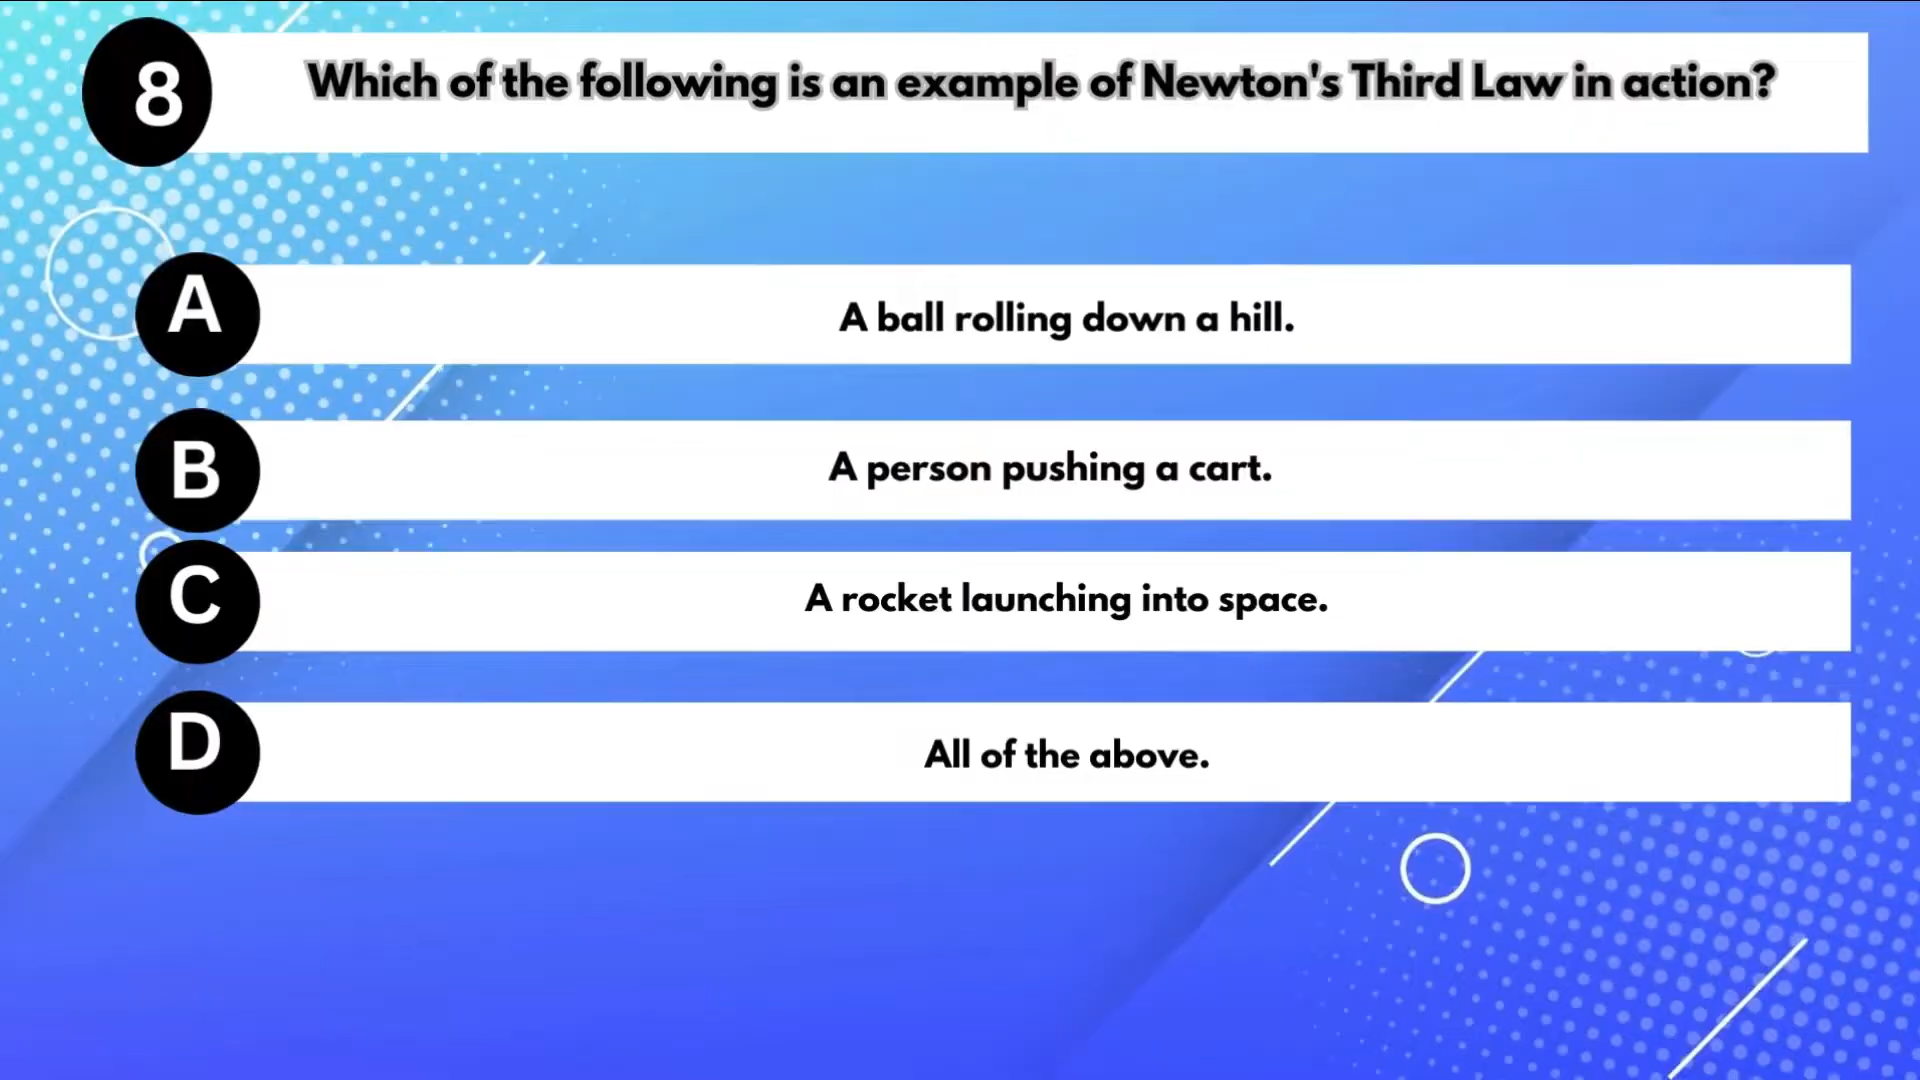 8
Which of the following is an example of Newton's Third Law in action?
A
A ball rolling down a hill.
B
A person pushing a cart.
C
A rocket launching into space.
D
All of the above.